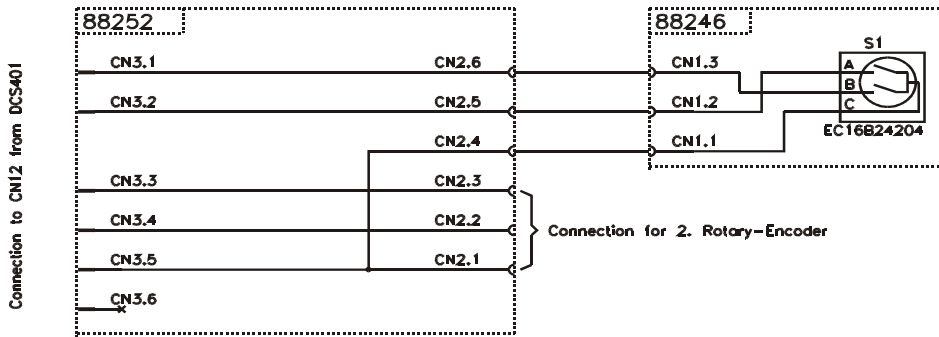 88252
88246
S1
CN3.1 CN2.6 CN1.3 A
B
CN3.2 CN2.5 CN1.2 C
EC16B24204
CN2.4 CN1.1
CN3.3 CN2.3
CN3.4 CN2.2 Connection for 2. Rotary-Encoder
CN3.5 CN2.1
CN3.6
Connection to CN12 from DCS401